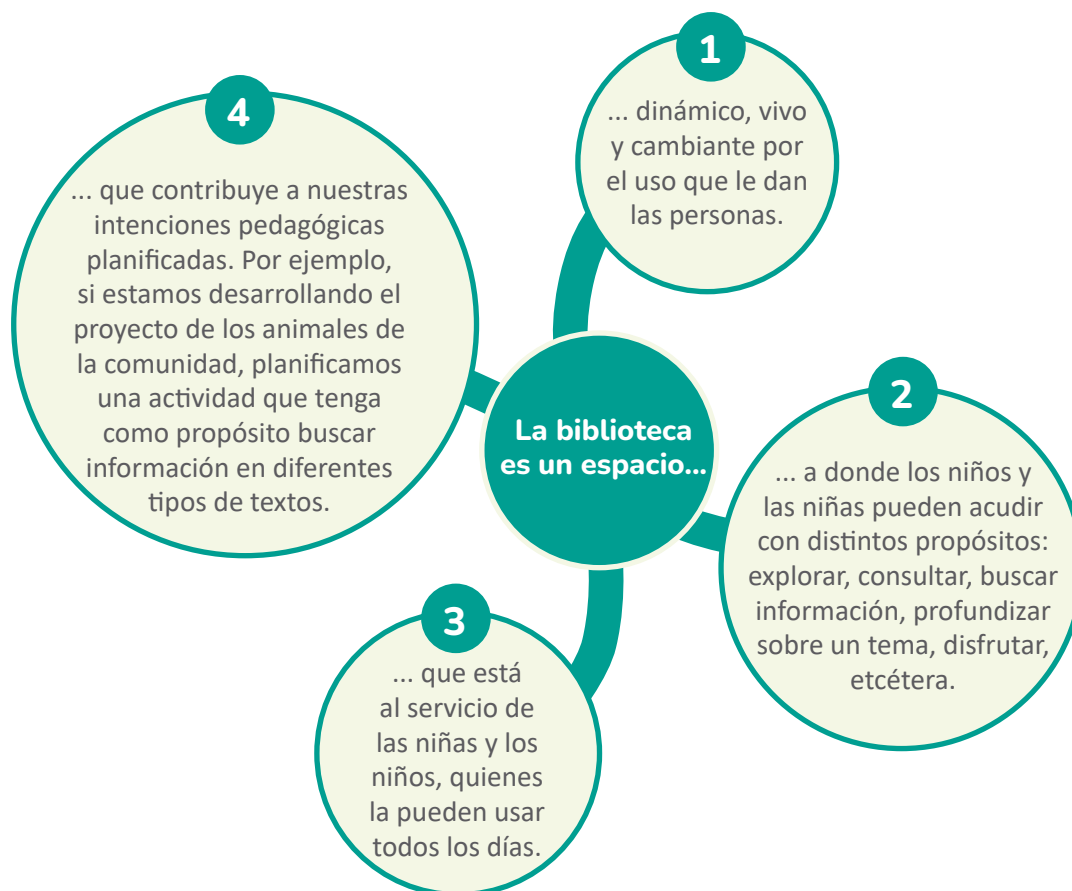 La biblioteca
es un espacio...
1
... dinámico, vivo
y cambiante por
el uso que le dan
las personas.
2
... a donde los niños y
las niñas pueden acudir
con distintos propósitos:
explorar, consultar, buscar
información, profundizar
sobre un tema, disfrutar,
etcétera.
3
... que está
al servicio de
las niñas y los
niños, quienes
la pueden usar
todos los días.
4
... que contribuye a nuestras
intenciones pedagógicas
planificadas. Por ejemplo,
si estamos desarrollando el
proyecto de los animales de
la comunidad, planificamos
una actividad que tenga
como propósito buscar
información en diferentes
tipos de textos.